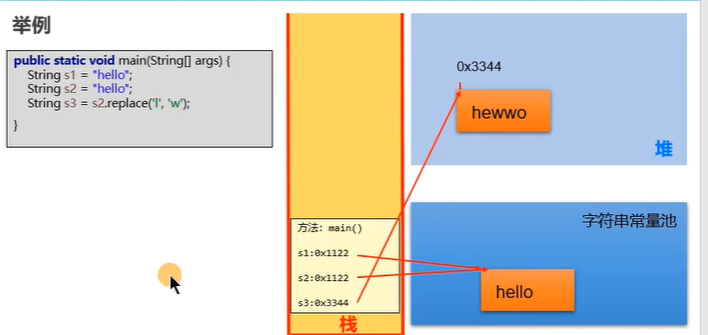 举例
public static void main(String[] args) {
String s1 = "hello";
String s2 = "hello";
String s3 = s2.replace('l', 'w');
}
0x3344
hewwo
堆
字符串常量池
hello
方法: main()
s1:0x1122
s2:0x1122
s3:0x3344
栈